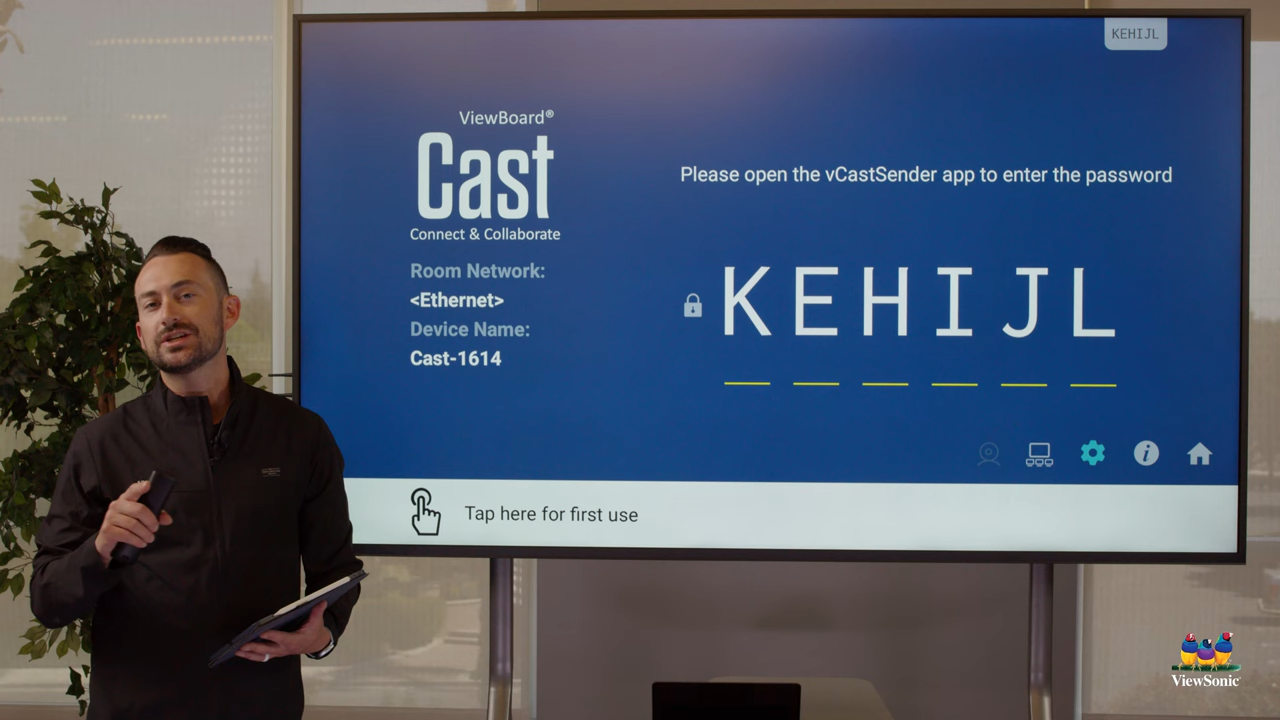 KEHIJL
ViewBoard®
Cast
Connect & Collaborate
Room Network:
<Ethernet>
Device Name:
Cast-1614
Please open the vCastSender app to enter the password
KEHIJL
Tap here for first use
ViewSonic